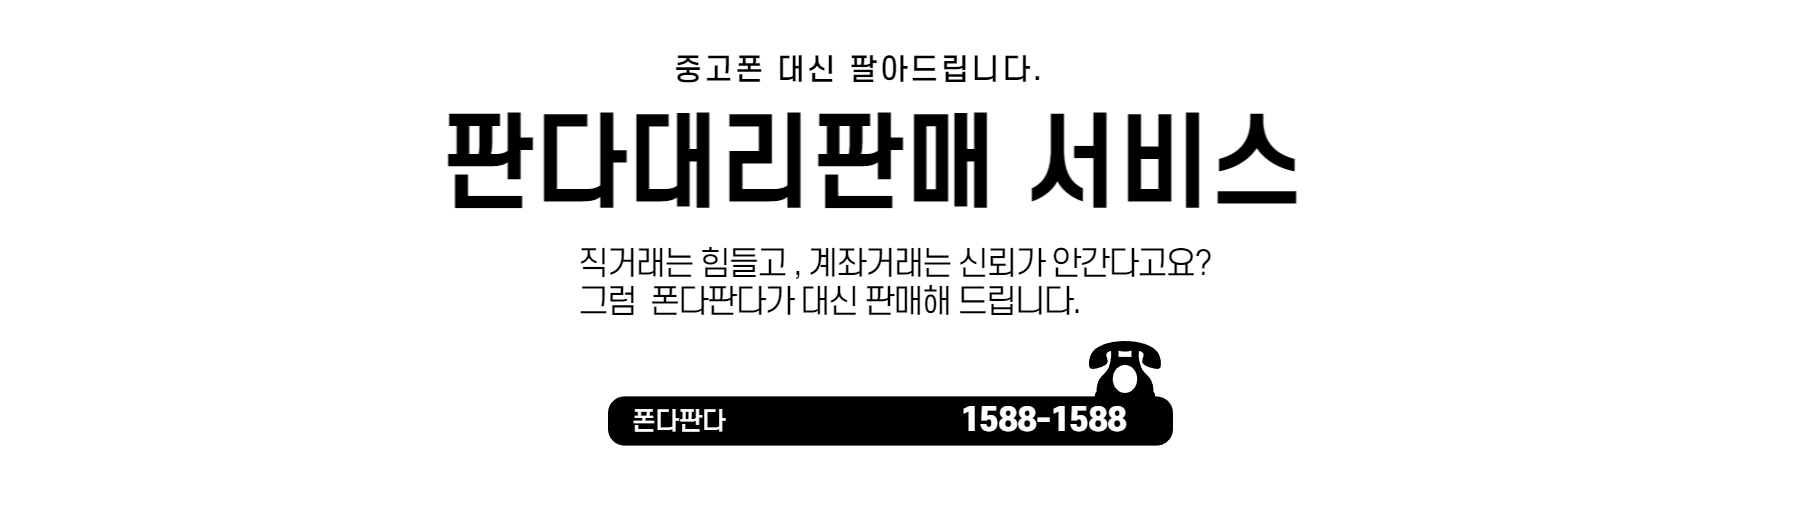 중고폰 대신 팔아드립니다.
판다대리판매 서비스
직거래는 힘들고 , 계좌거래는 신뢰가 안간다고요?
그럼 폰다판다가 대신 판매해 드립니다.
폰다판다 1588-1588